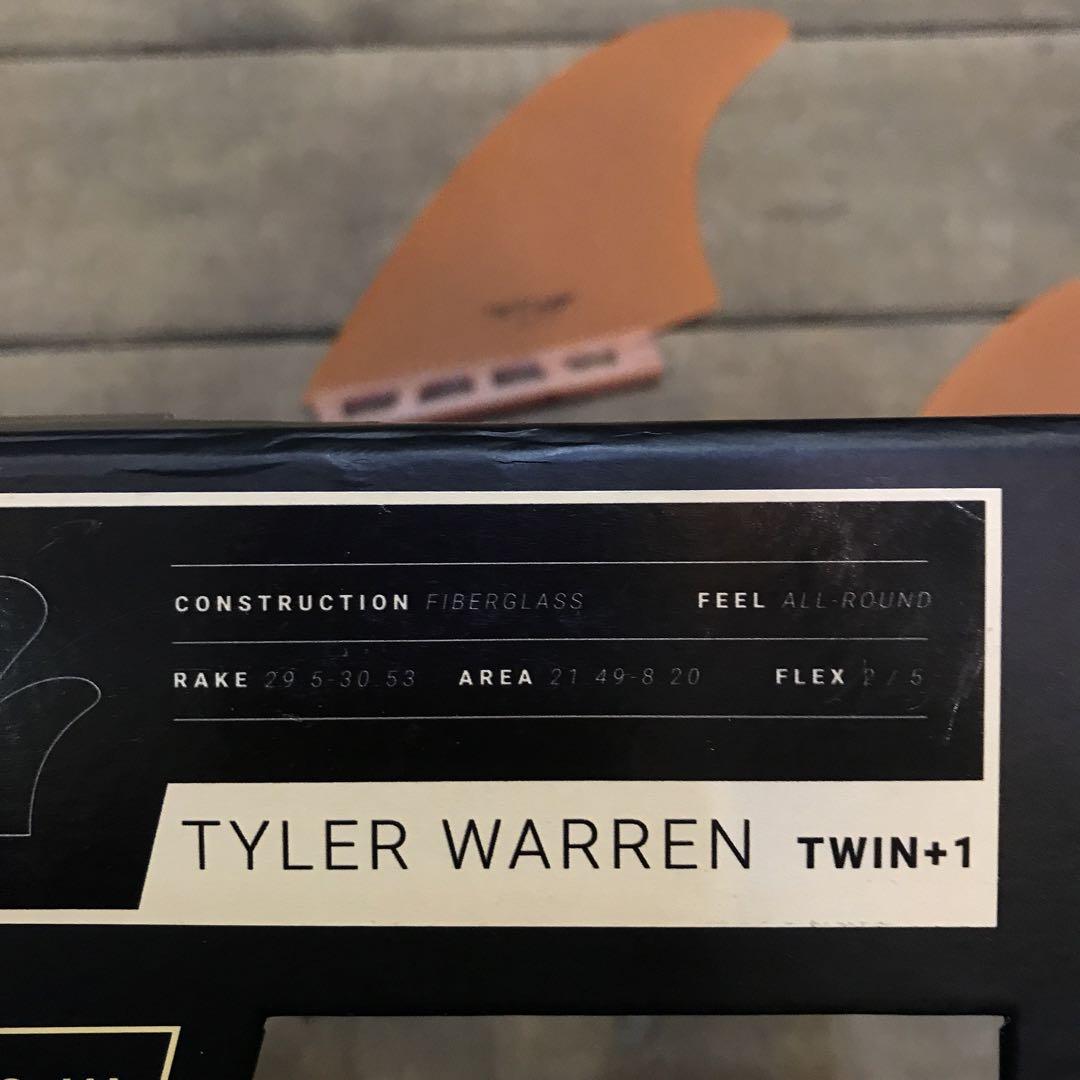 CONSTRUCTION FIBERGLASS FEEL ALL-ROUND
RAKE 29.5-30.53 AREA 21.49-8.20 FLEX 2 / 5
TYLER WARREN TWIN+1